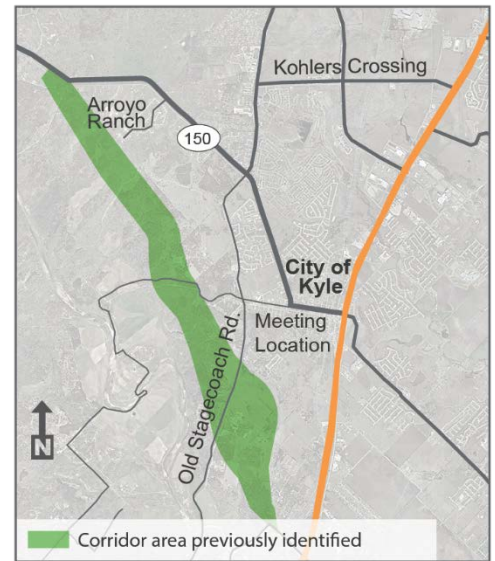 Kohlers Crossing
Arroyo
Ranch
150
City of
Kyle
Meeting
Location
Old Stagecoach Rd.
N
Corridor area previously identified